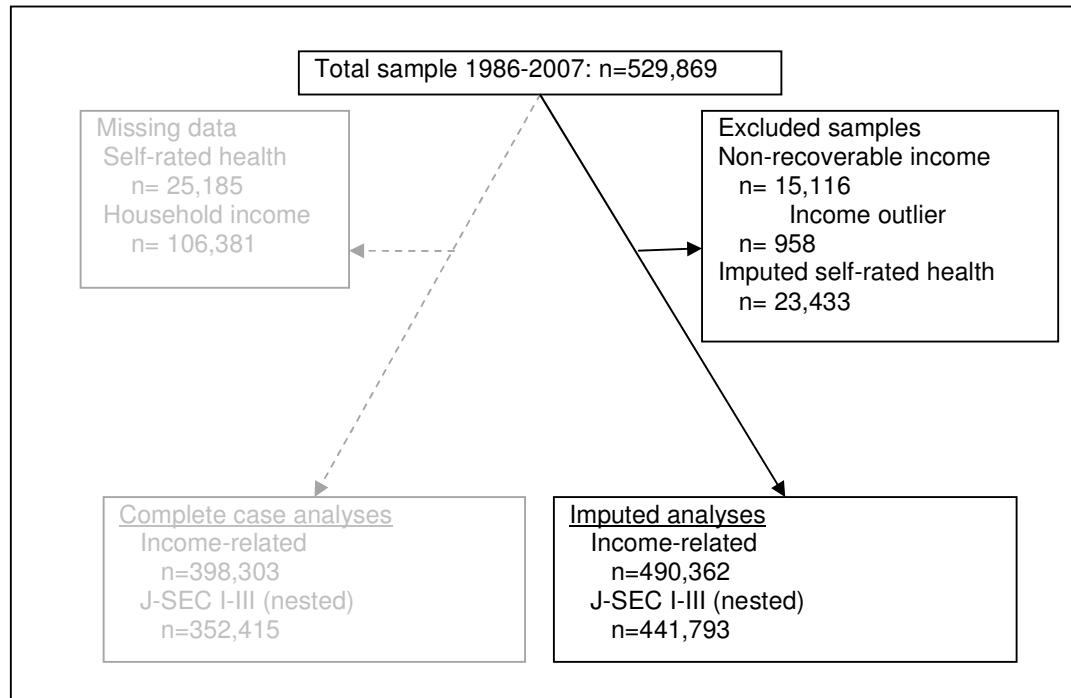 Total sample 1986-2007: n=529,869
Missing data
Self-rated health
n= 25,185
Household income
n= 106,381
Excluded samples
Non-recoverable income
n= 15,116
Income outlier
n= 958
Imputed self-rated health
n= 23,433
Complete case analyses
Income-related
n=398,303
J-SEC I-III (nested)
n=352,415
Imputed analyses
Income-related
n=490,362
J-SEC I-III (nested)
n=441,793